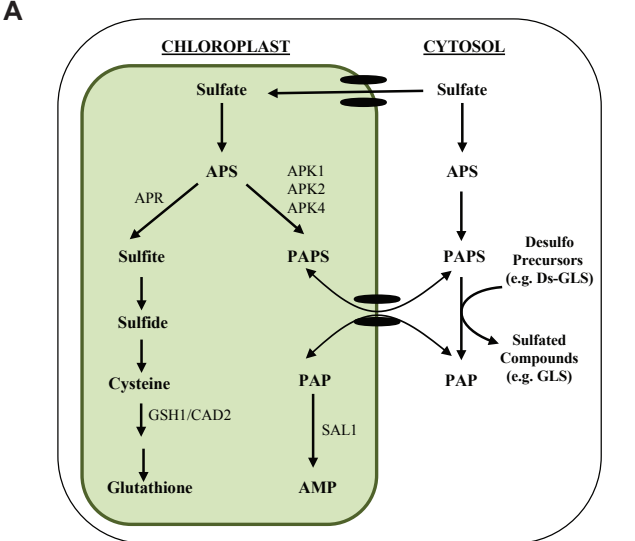 A
CHLOROPLAST
CYTOSOL
Sulfate
Sulfate
APS
APK1
APK2
APK4
APS
APR
Sulfite
PAPS
PAPS
Desulfo
Precursors
(e.g. Ds-GLS)
Sulfide
Sulfated
Compounds
(e.g. GLS)
Cysteine
PAP
PAP
GSH1/CAD2
SAL1
Glutathione
AMP